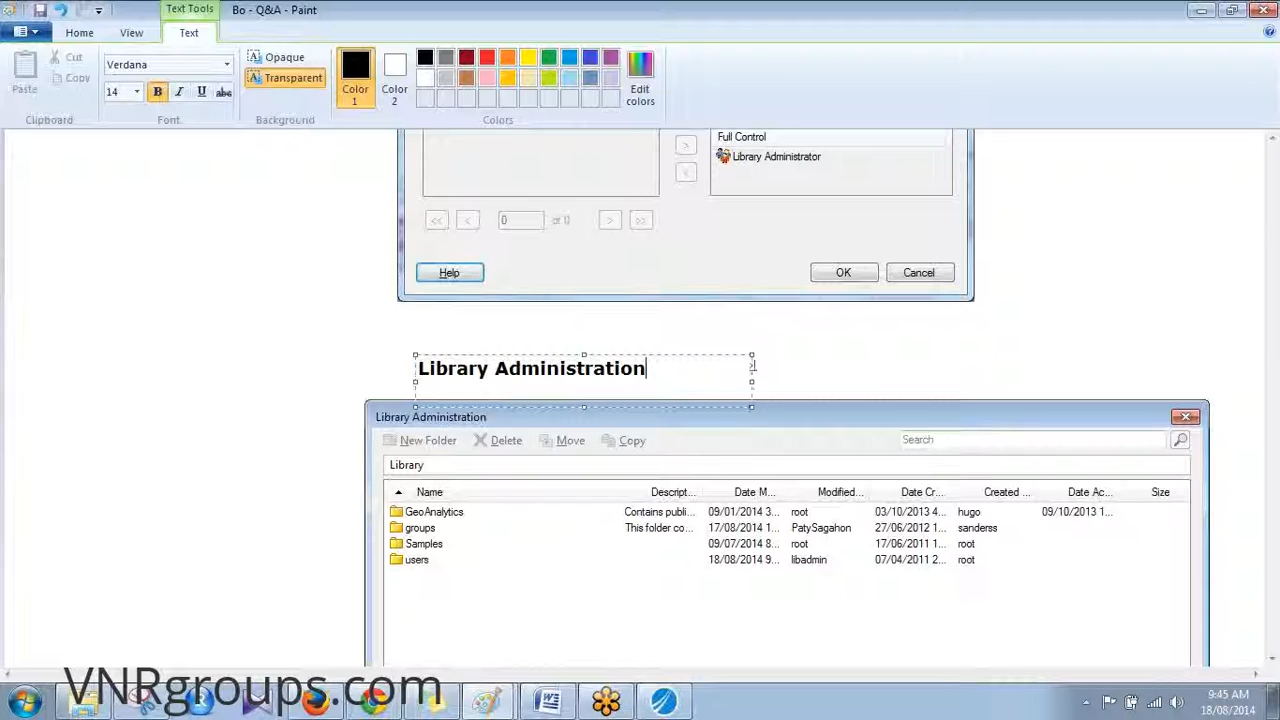 Text Tools
Bo - Q&A - Paint
Home
View
Text
Paste
Cut
Copy
Clipboard
Verdana
14
B
I
U
abc
Font
Opaque
Transparent
Background
Color
1
Color
2
Edit
colors
Colors
Full Control
Library Administrator
<<
<
0
of 0
>
>>
>
<
Help
OK
Cancel
Library Administration
Library Administration
New Folder
Delete
Move
Copy
Search
Library
Name Descript... Date M... Modified... Date Cr... Created ... Date Ac... Size
GeoAnalytics Contains publi... 09/01/2014 3... root 03/10/2013 4... hugo 09/10/2013 1...
groups This folder co... 17/08/2014 1... PatySagahon 27/06/2012 1... sanderss
Samples 09/07/2014 8... root 17/06/2011 1... root
users 18/08/2014 9... libadmin 07/04/2011 2... root
VNRgroups.com
9:45 AM
18/08/2014